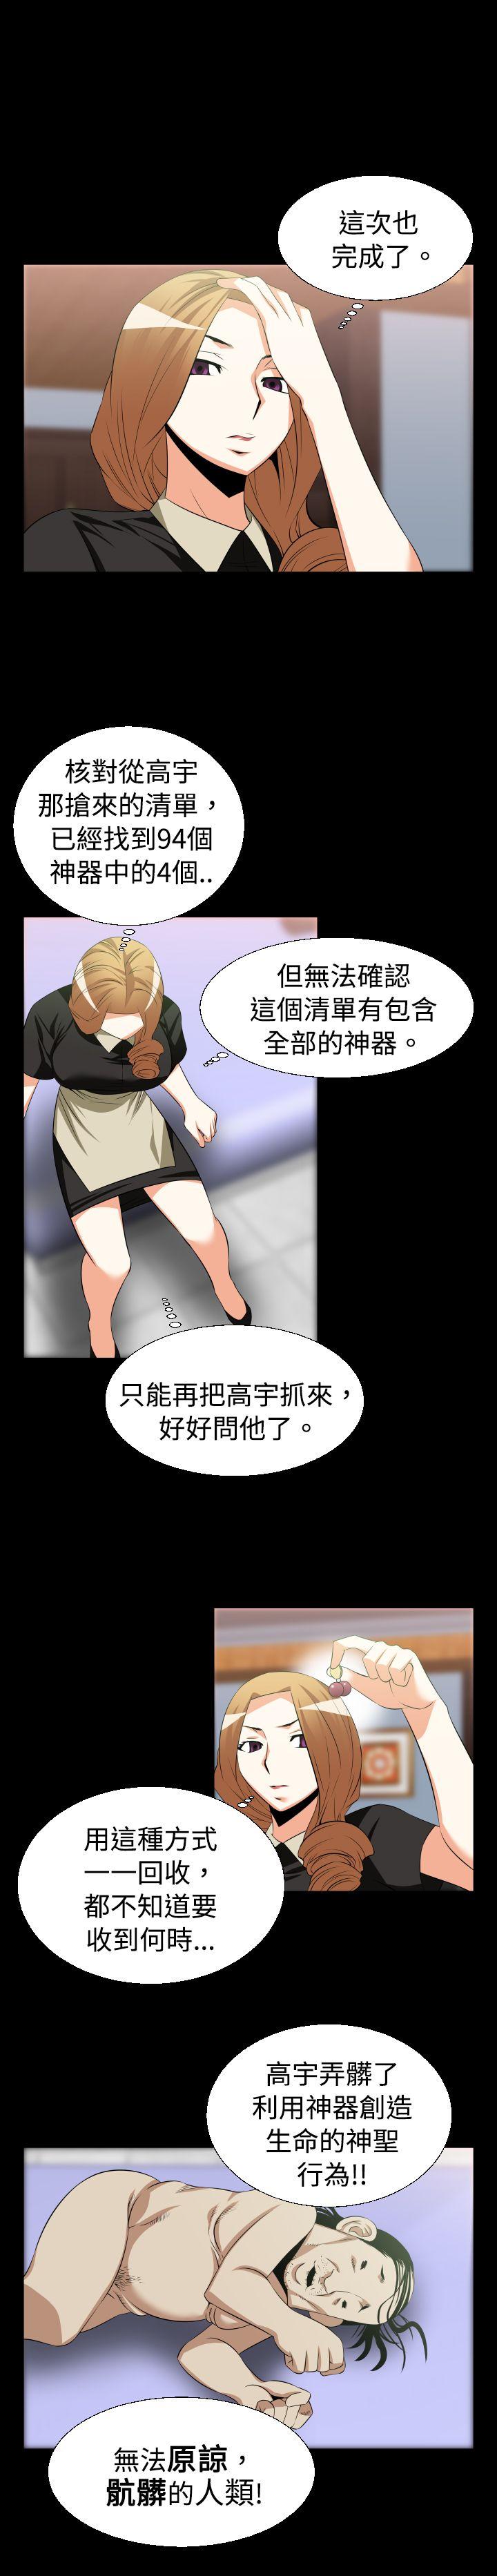 這次也
完成了。
核對從高宇
那搶來的清單，
已經找到94個
神器中的4個..
但無法確認
這個清單有包含
全部的神器。
只能再把高宇抓來，
好好問他了。
用這種方式
一一回收，
都不知道要
收到何時...
高宇弄髒了
利用神器創造
生命的神聖
行為!!
無法原諒，
骯髒的人類!